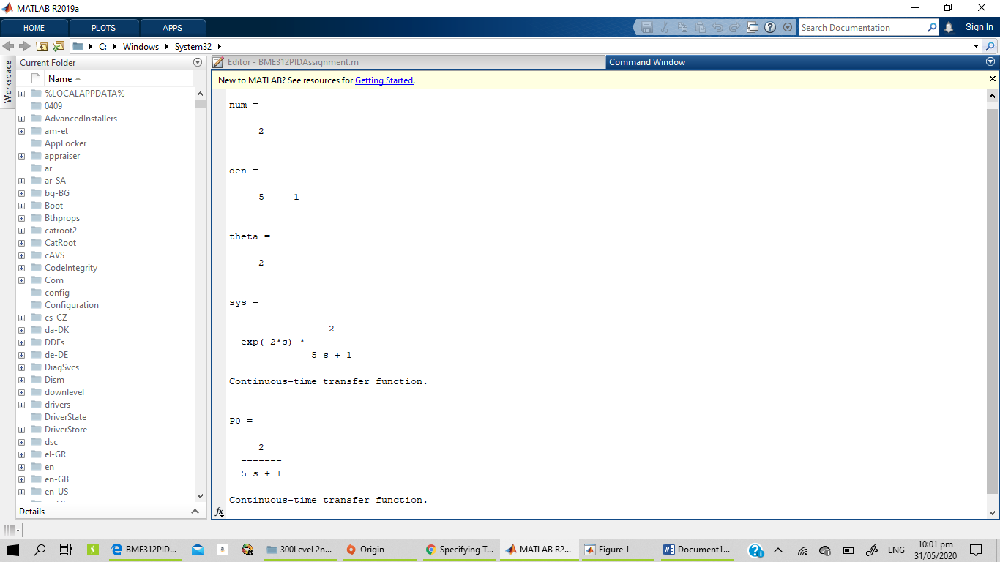 MATLAB R2019a
HOME PLOTS APPS Search Documentation Sign In
C: Windows System32
Workspace
Current Folder
Name
%LOCALAPPDATA%
0409
AdvancedInstallers
am-et
AppLocker
appraiser
ar
ar-SA
bg-BG
Boot
Bthprops
catroot2
CatRoot
cAVS
CodeIntegrity
Com
config
Configuration
cs-CZ
da-DK
DDFs
de-DE
DiagSvcs
Dism
downlevel
drivers
DriverState
DriverStore
dsc
el-GR
en
en-GB
en-US
Details
Editor - BME312PIDAssignment.m
Command Window
New to MATLAB? See resources for Getting Started.
num =
2
den =
5 1
theta =
2
sys =
2
exp(-2*s) * -------
5 s + 1
Continuous-time transfer function.
P0 =
2
-------
5 s + 1
Continuous-time transfer function.
fx
BME312PID... a 300Level 2n... Origin Specifying T... MATLAB R2... Figure 1 Document1... ENG 10:01 pm
31/05/2020